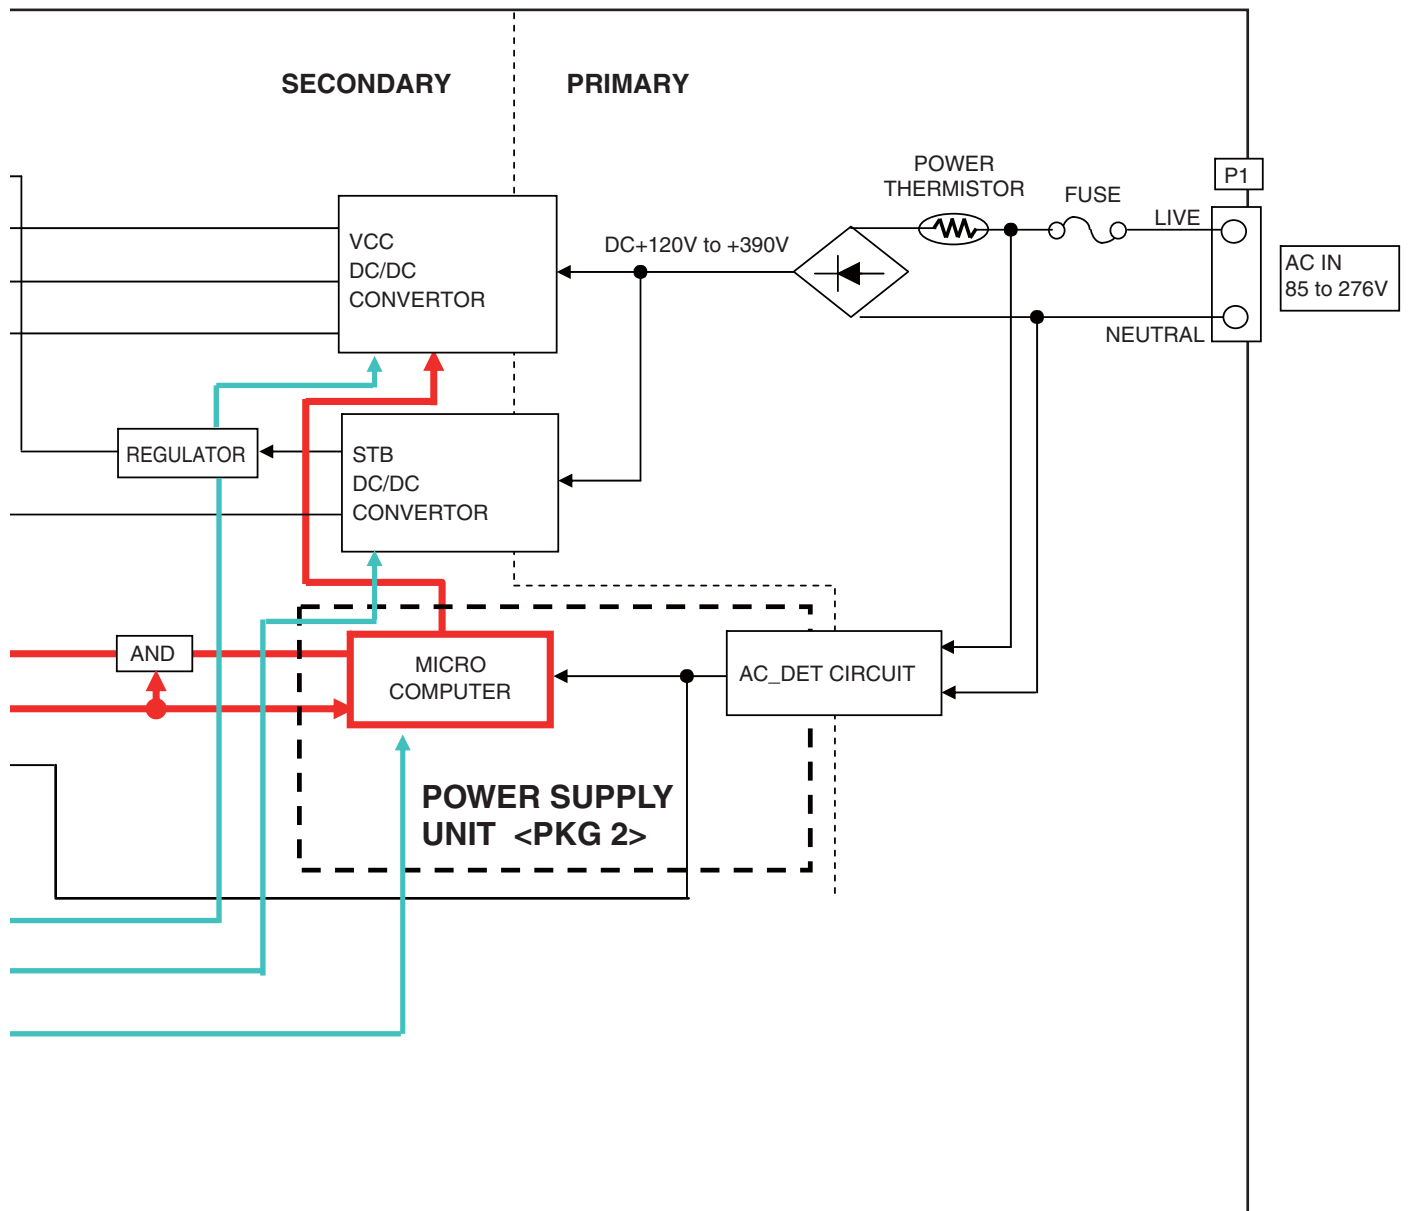 SECONDARY
PRIMARY
POWER
THERMISTOR
FUSE
P1
LIVE
VCC
DC/DC
CONVERTOR
DC+120V to +390V
AC IN
85 to 276V
NEUTRAL
REGULATOR
STB
DC/DC
CONVERTOR
AND
MICRO
COMPUTER
AC_DET CIRCUIT
POWER SUPPLY
UNIT <PKG 2>